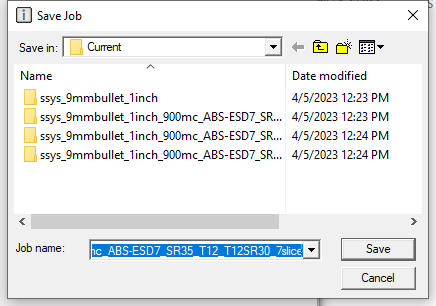 Save Job
Save in: Current
Name Date modified
ssys_9mmbullet_1inch 4/5/2023 12:23 PM
ssys_9mmbullet_1inch_900mc_ABS-ESD7_SR... 4/5/2023 12:23 PM
ssys_9mmbullet_1inch_900mc_ABS-ESD7_SR... 4/5/2023 12:24 PM
ssys_9mmbullet_1inch_900mc_ABS-ESD7_SR... 4/5/2023 12:24 PM
Job name: mc_ABS-ESD7_SR35_T12_T12SR30_7slice Save
Cancel